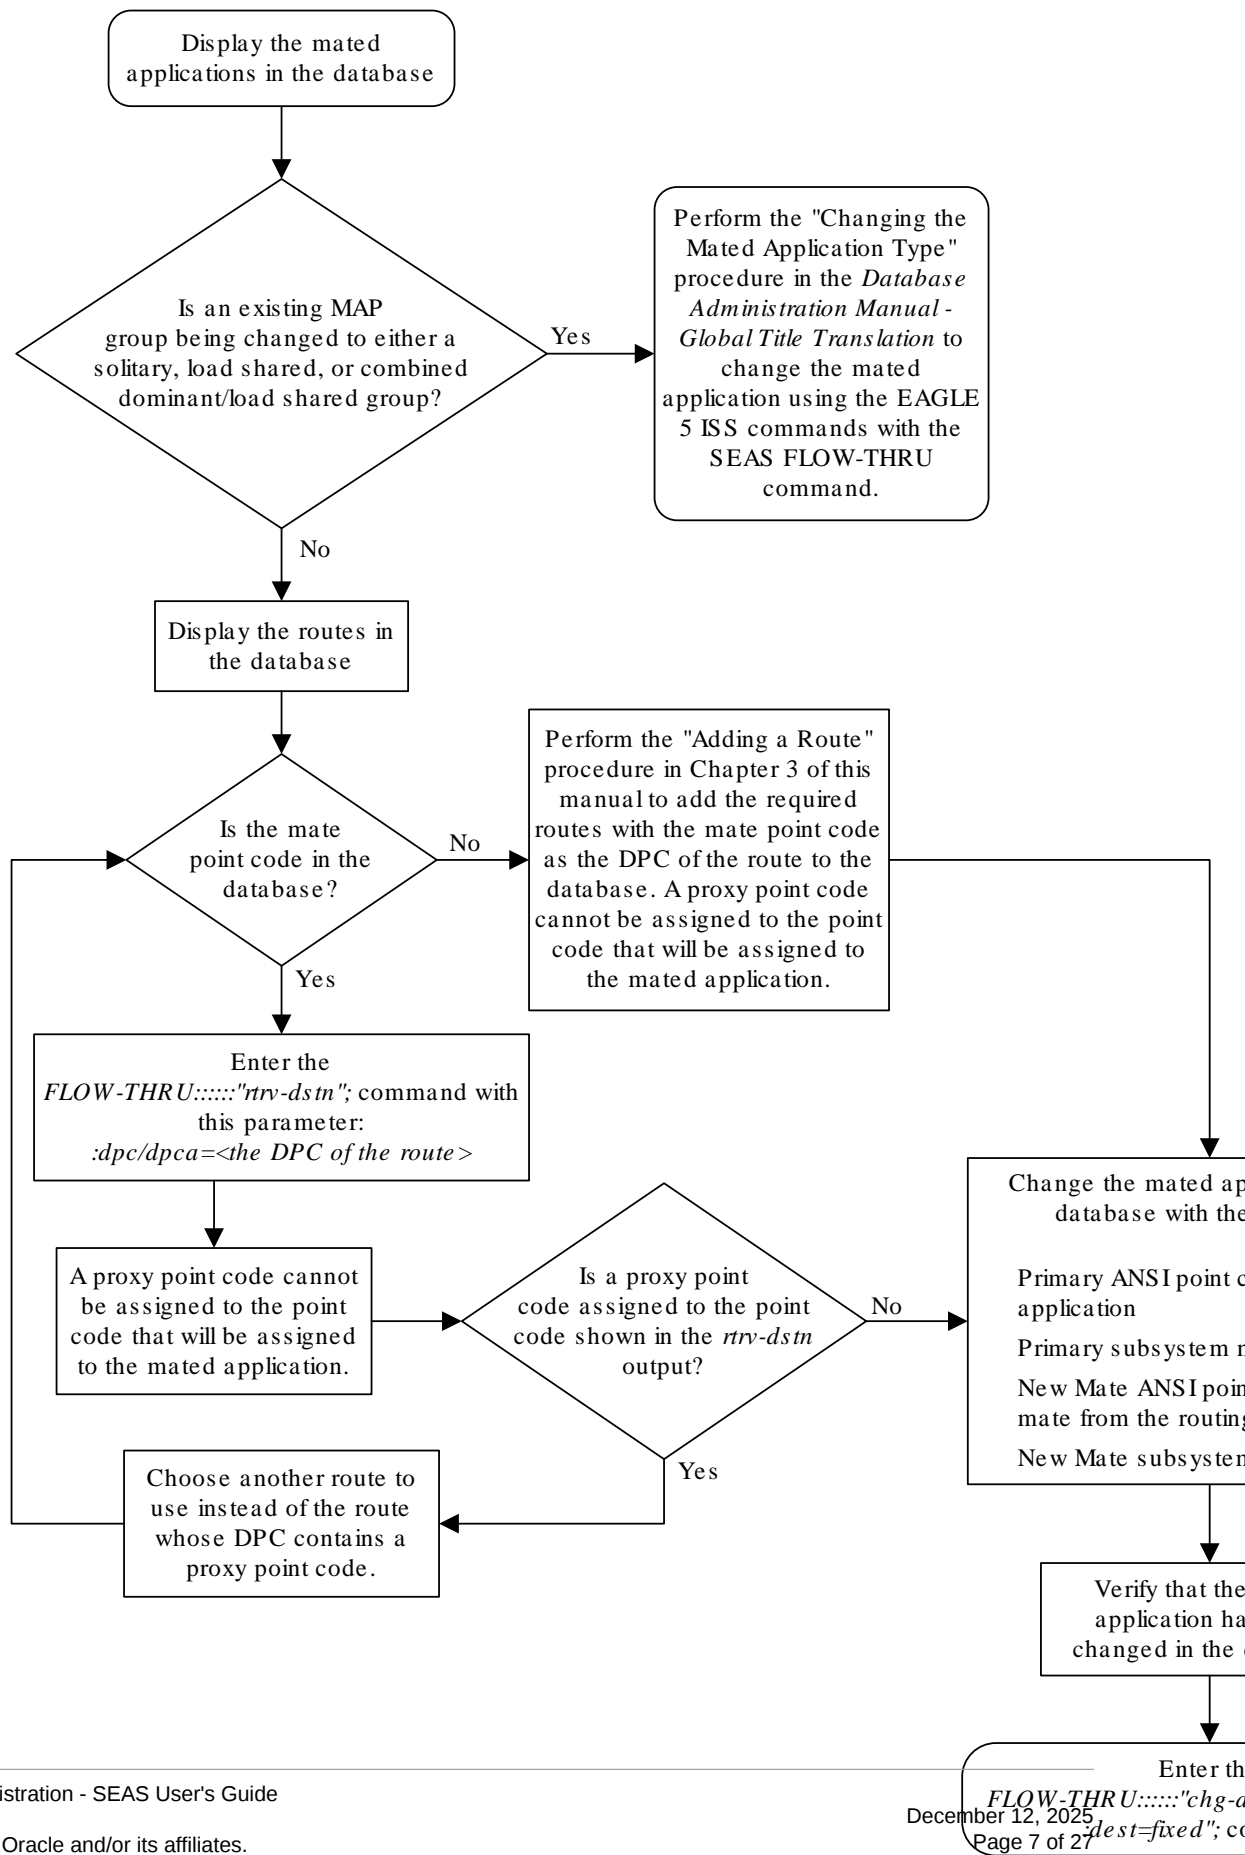 Display the mated
applications in the database
Is an existing MAP
group being changed to either a
solitary, load shared, or combined
dominant/load shared group?
Yes
Perform the "Changing the
Mated Application Type"
procedure in the Database
Administration Manual -
Global Title Translation to
change the mated
application using the EAGLE
5 ISS commands with the
SEAS FLOW-THRU
command.
No
Display the routes in
the database
Is the mate
point code in the
database?
No
Perform the "Adding a Route"
procedure in Chapter 3 of this
manual to add the required
routes with the mate point code
as the DPC of the route to the
database. A proxy point code
cannot be assigned to the point
code that will be assigned to
the mated application.
Yes
Enter the
FLOW-THRU::::::"rtrv-dstn"; command with
this parameter:
:dpc/dpca=<the DPC of the route>
A proxy point code cannot
be assigned to the point
code that will be assigned
to the mated application.
Is a proxy point
code assigned to the point
code shown in the rtrv-dstn
output?
No
Yes
Choose another route to
use instead of the route
whose DPC contains a
proxy point code.
Change the mated
database with the
Primary ANSI point
application
Primary subsystem
New Mate ANSI
mate from the
New Mate
Verify that the
application
changed in the
Enter
FLOW-THRU::::::"chg-
:dest=fixed";
SEAS User's Guide
December 12, 2025
Oracle and/or its affiliates.
Page 7 of 27